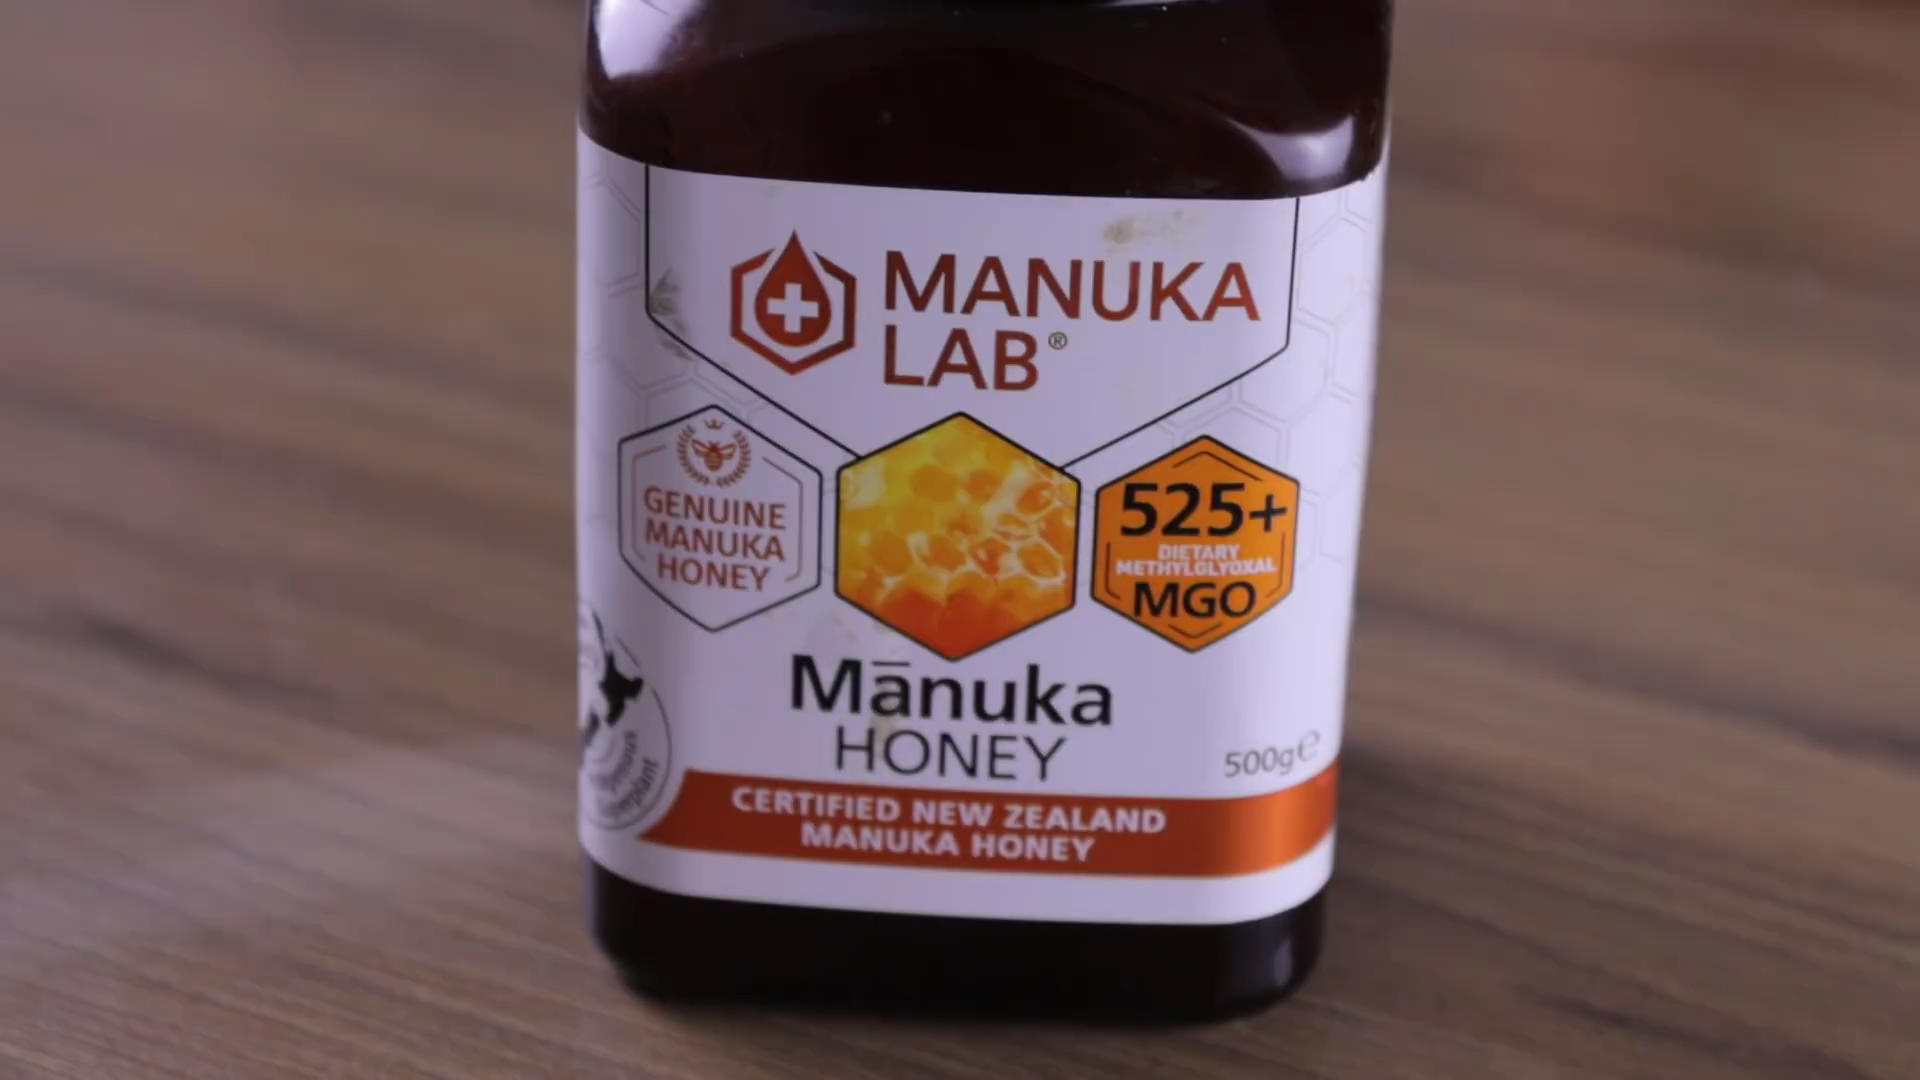 MANUKA
LAB®
GENUINE
MANUKA
HONEY
525+
DIETARY
METHYLGLYOXAL
MGO
Mānuka
HONEY
500g e
CERTIFIED NEW ZEALAND
MANUKA HONEY